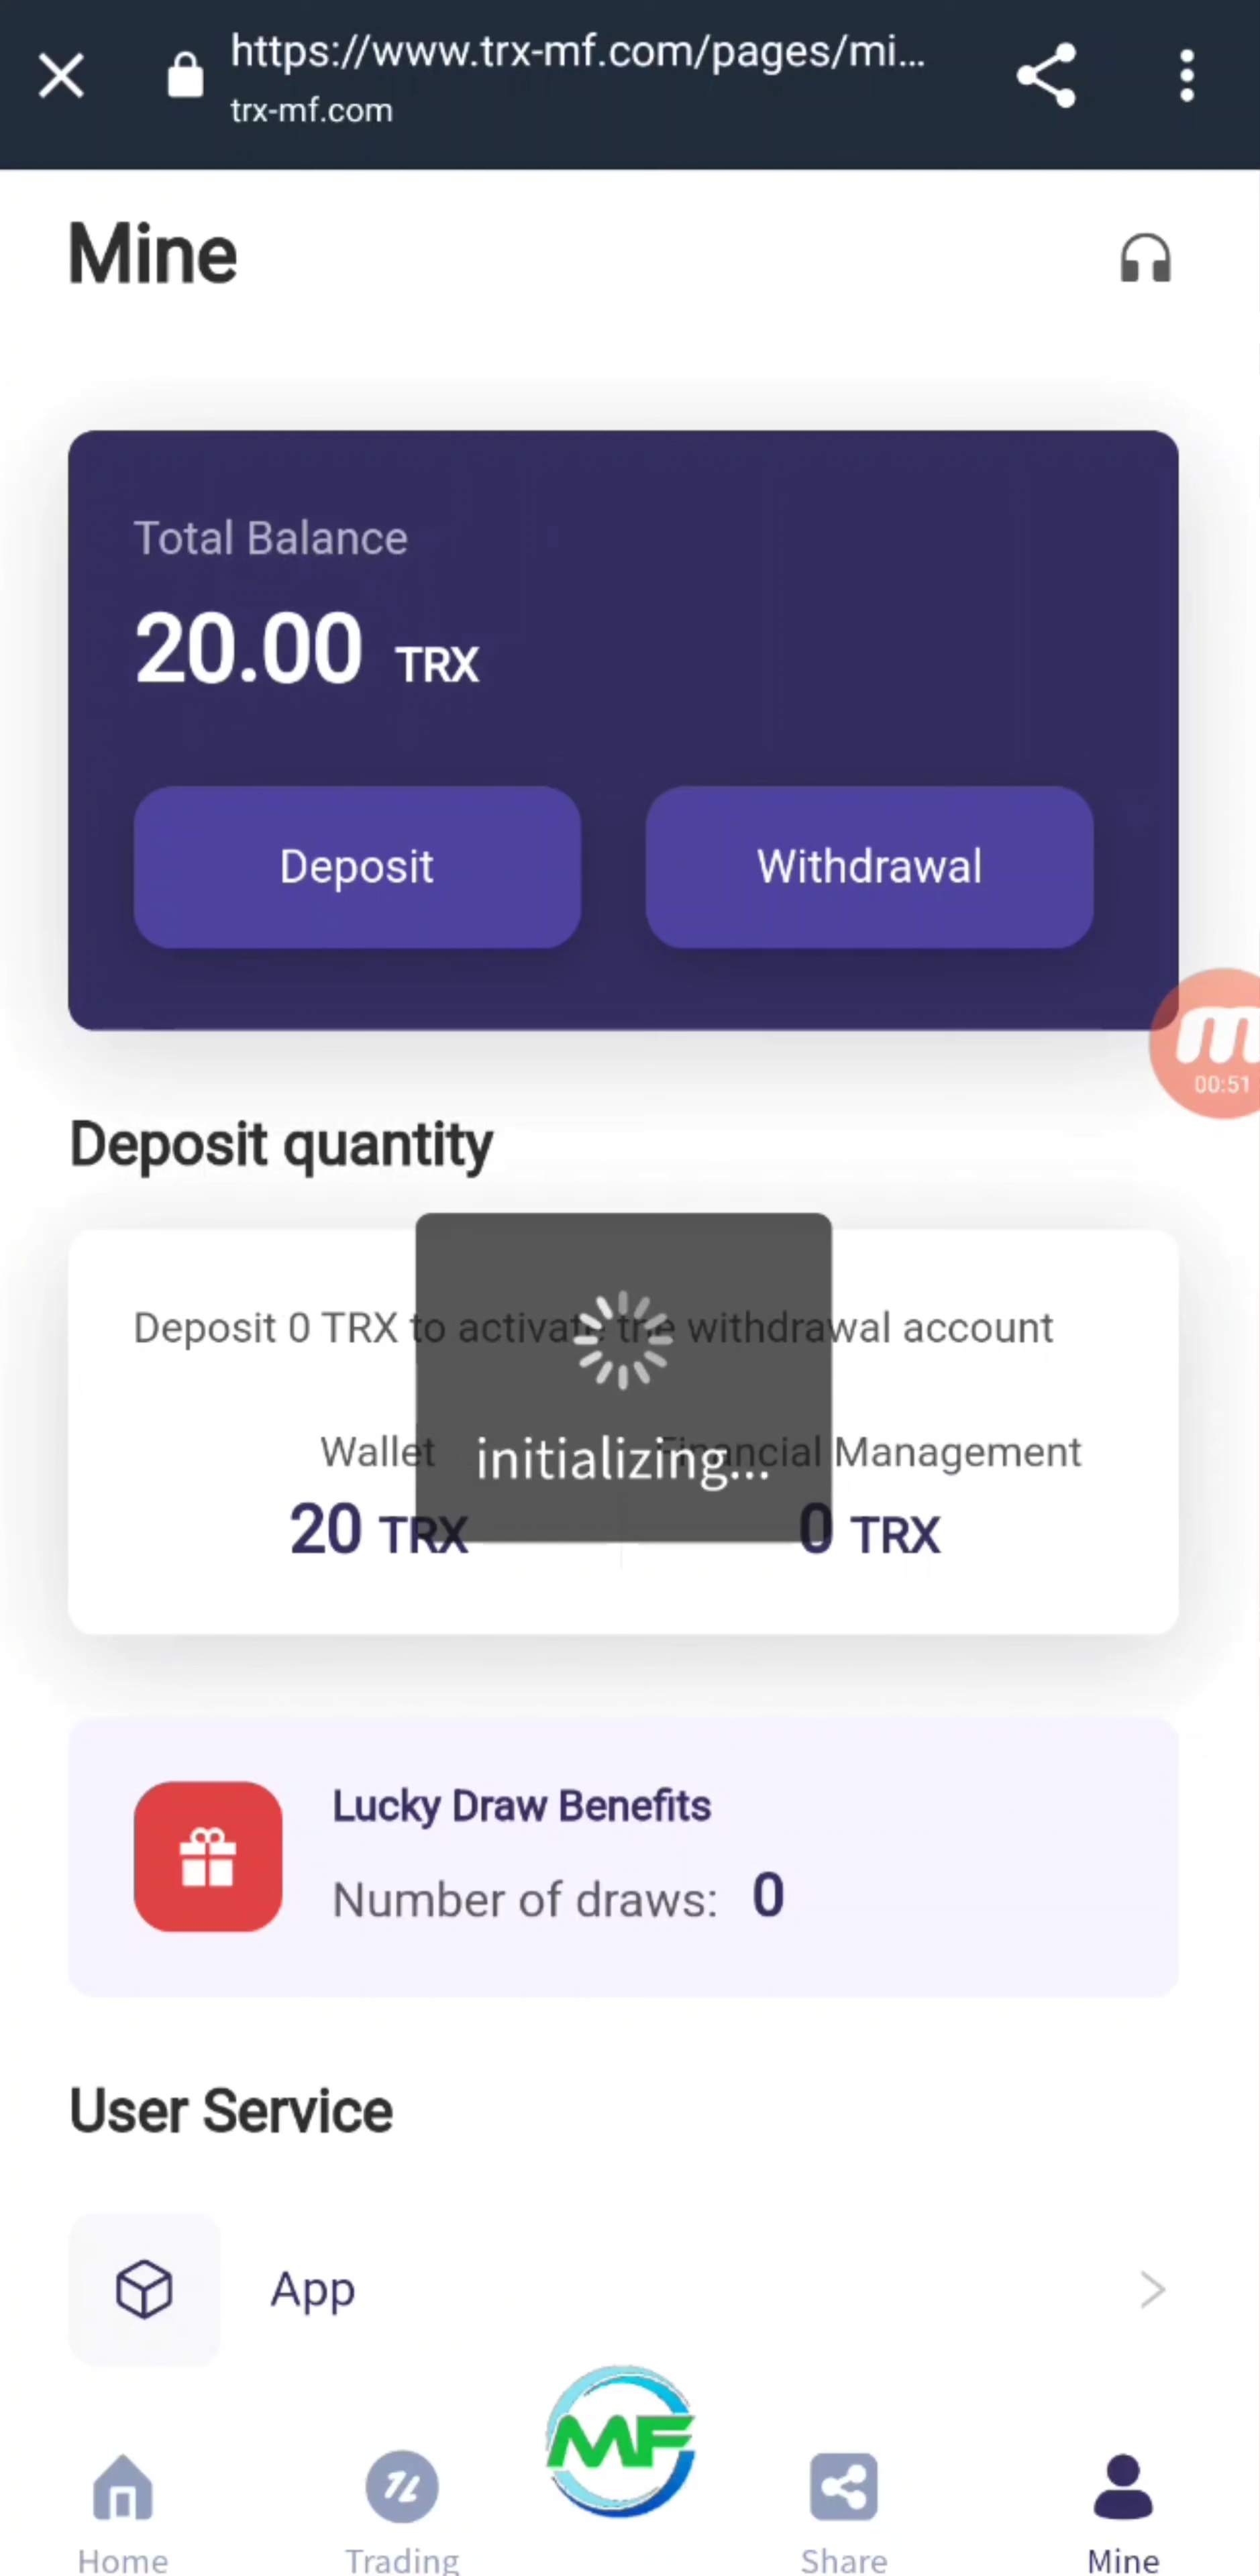 https://www.trx-mf.com/pages/mi...
trx-mf.com
Mine
Total Balance
20.00 TRX
Deposit
Withdrawal
m
00:51
Deposit quantity
Deposit 0 TRX to activate the withdrawal account
Wallet
Financial Management
initializing...
20 TRX
0 TRX
Lucky Draw Benefits
Number of draws: 0
User Service
App
MF
Home
Trading
Share
Mine